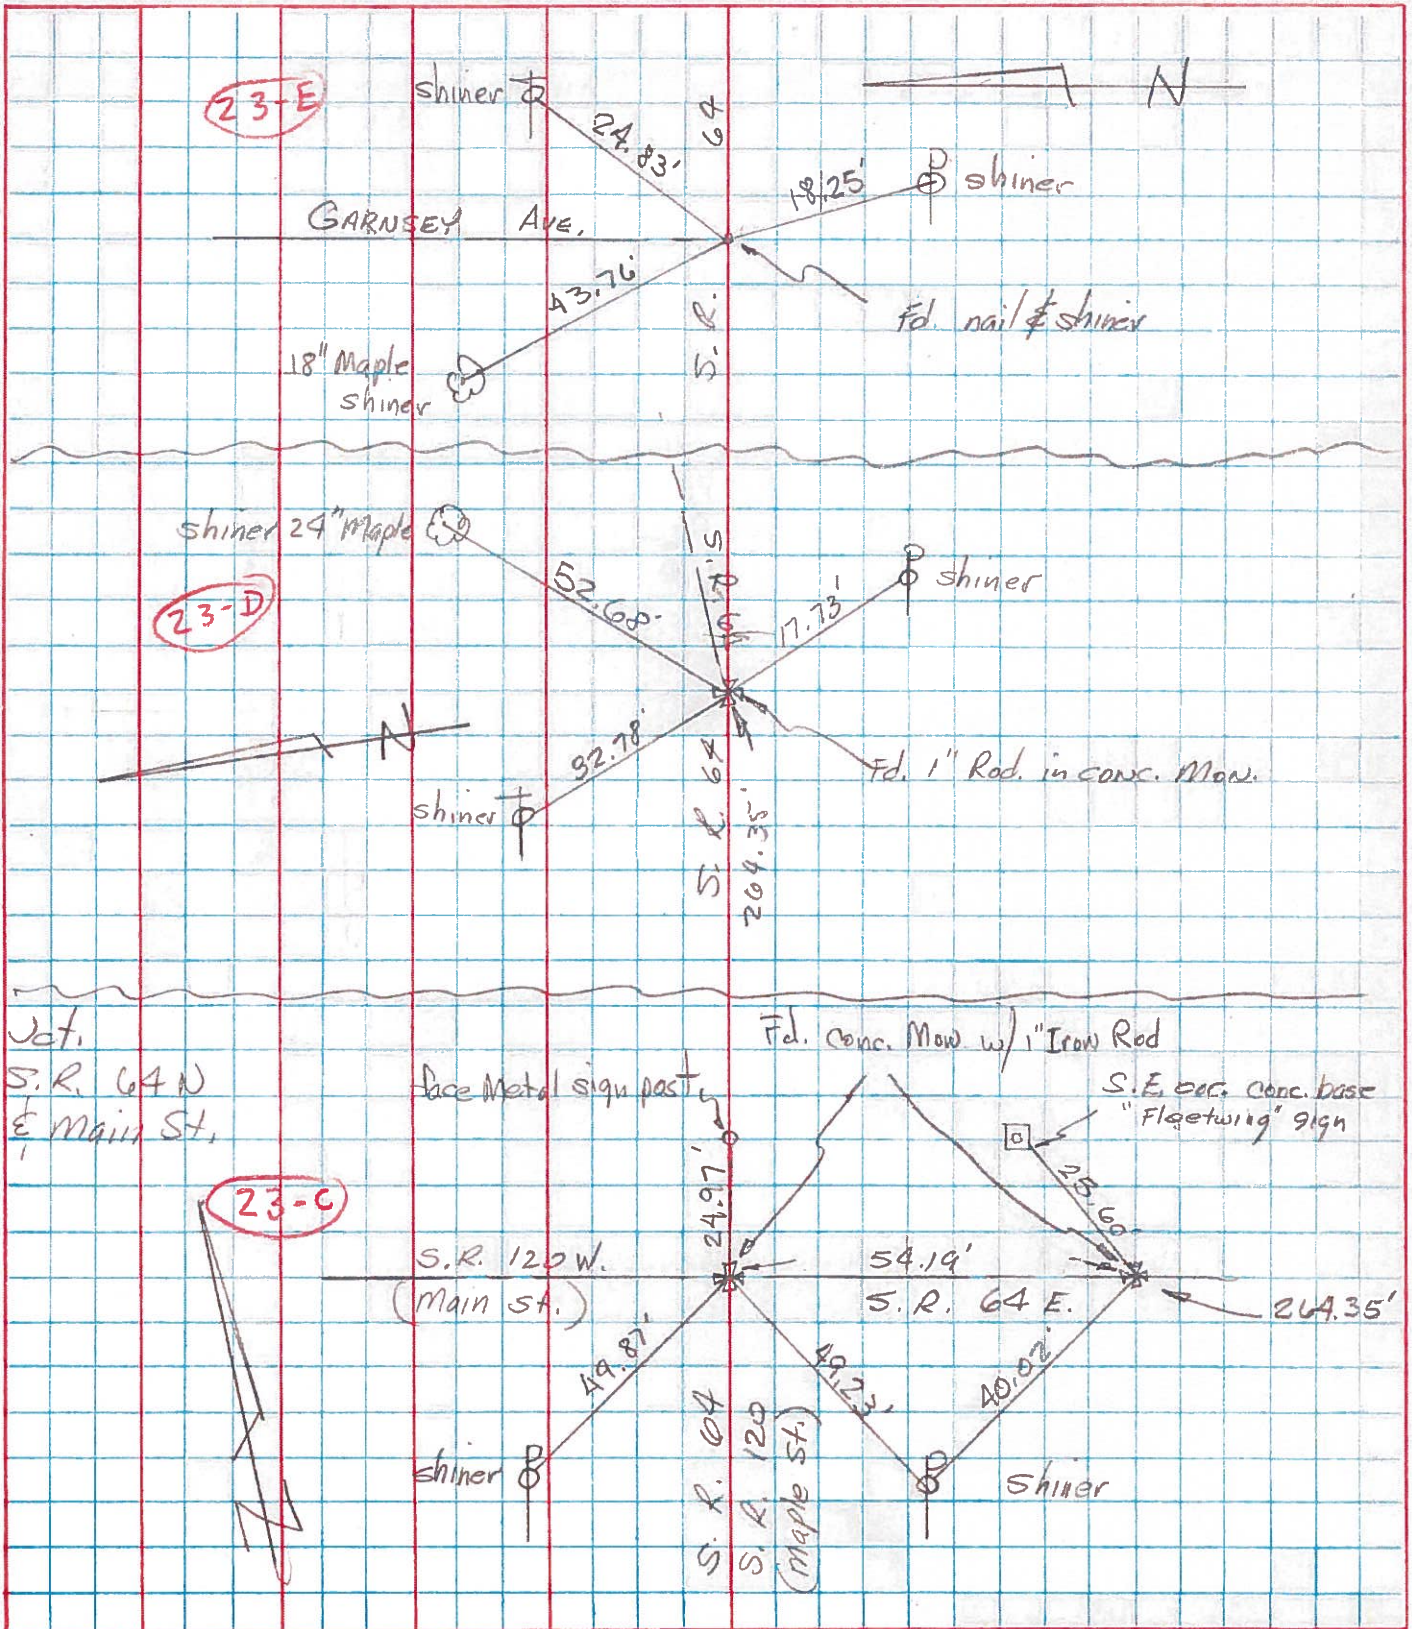 23-E
shiner
24.83'
64
N
18.25'
shiner
GARNSEY AVE.
43.76'
S. R.
Fd. nail & shiner
18" Maple
shiner
shiner 24" Maple
52.68'
shiner
17.73'
23-D
N
32.78'
Fd. 1" Rod. in conc. Mon.
shiner
S. R. 64
264.35'
Jct.
S.R. 64 N
& Main St.
Fd. conc. Mon w/ 1" Iron Rod
face Metal sign post
S.E. cor. conc. base
"Fleetwing" sign
23-C
24.97'
25.60'
S.R. 120 W.
(Main St.)
54.19'
S.R. 64 E.
264.35'
49.87'
49.23'
40.02'
S. R. 64
S. R. 120
(Maple St.)
shiner
shiner
N